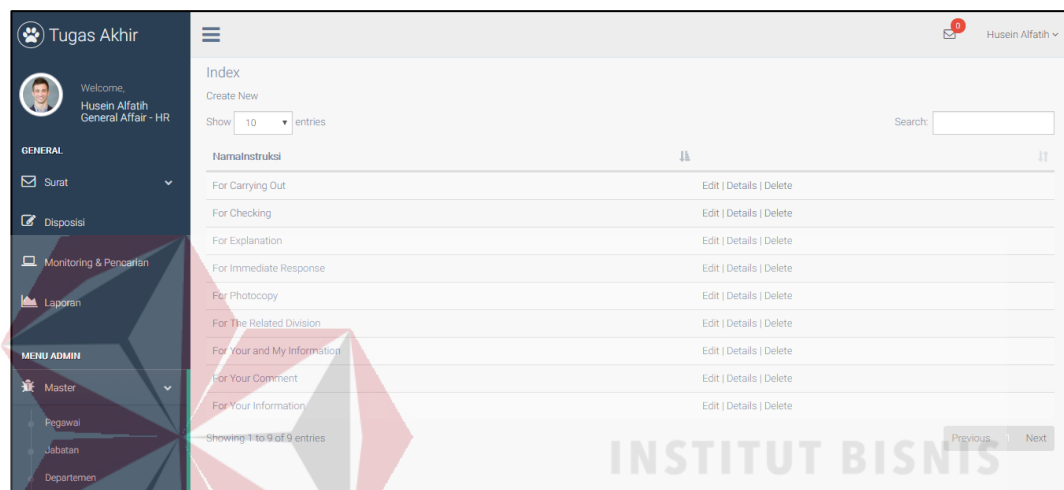 Tugas Akhir
0
Husein Alfatih
Welcome,
Husein Alfatih
General Affair - HR
GENERAL
Surat
Disposisi
Monitoring & Pencarian
Laporan
MENU ADMIN
Master
Pegawai
Jabatan
Departemen
Index
Create New
Show 10 entries
Search:
NamaInstruksi
For Carrying Out Edit | Details | Delete
For Checking Edit | Details | Delete
For Explanation Edit | Details | Delete
For Immediate Response Edit | Details | Delete
For Photocopy Edit | Details | Delete
For The Related Division Edit | Details | Delete
For Your and My Information Edit | Details | Delete
For Your Comment Edit | Details | Delete
For Your Information Edit | Details | Delete
Showing 1 to 9 of 9 entries
Previous 1 Next
INSTITUT BISNIS